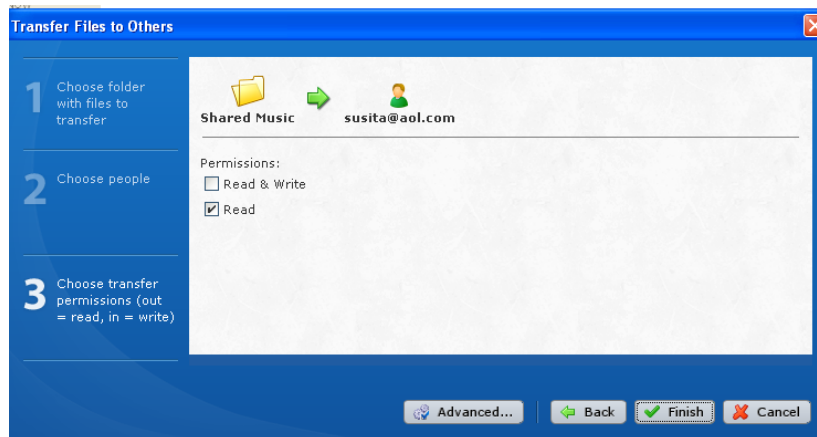 Transfer Files to Others
1
Choose folder
with files to
transfer
2
Choose people
3
Choose transfer
permissions (out
= read, in = write)
Shared Music
susita@aol.com
Permissions:
Read & Write
Read
Advanced...
Back
Finish
Cancel